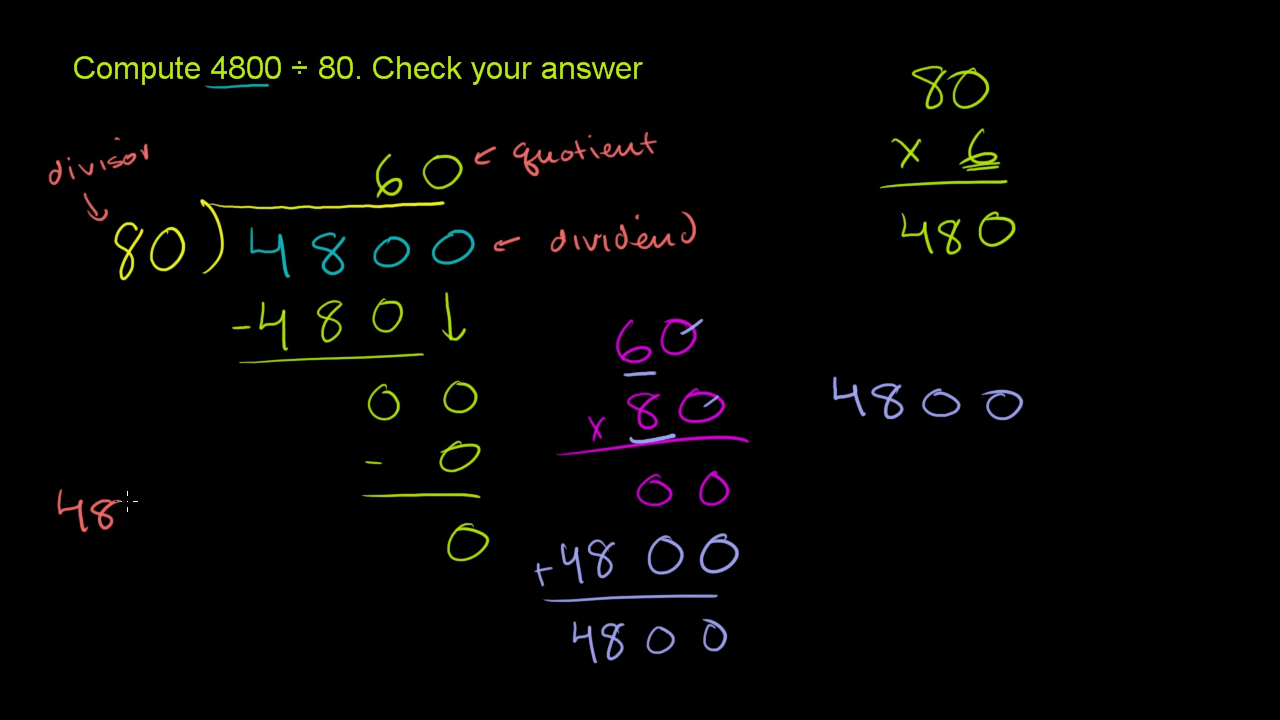 Compute 4800 ÷ 80. Check your answer
divisor
60 ← quotient
80 ) 4800 ← dividend
-480 ↓
00
- 0
0
80
x 6
480
60
x 80
00
+4800
4800
4800
48